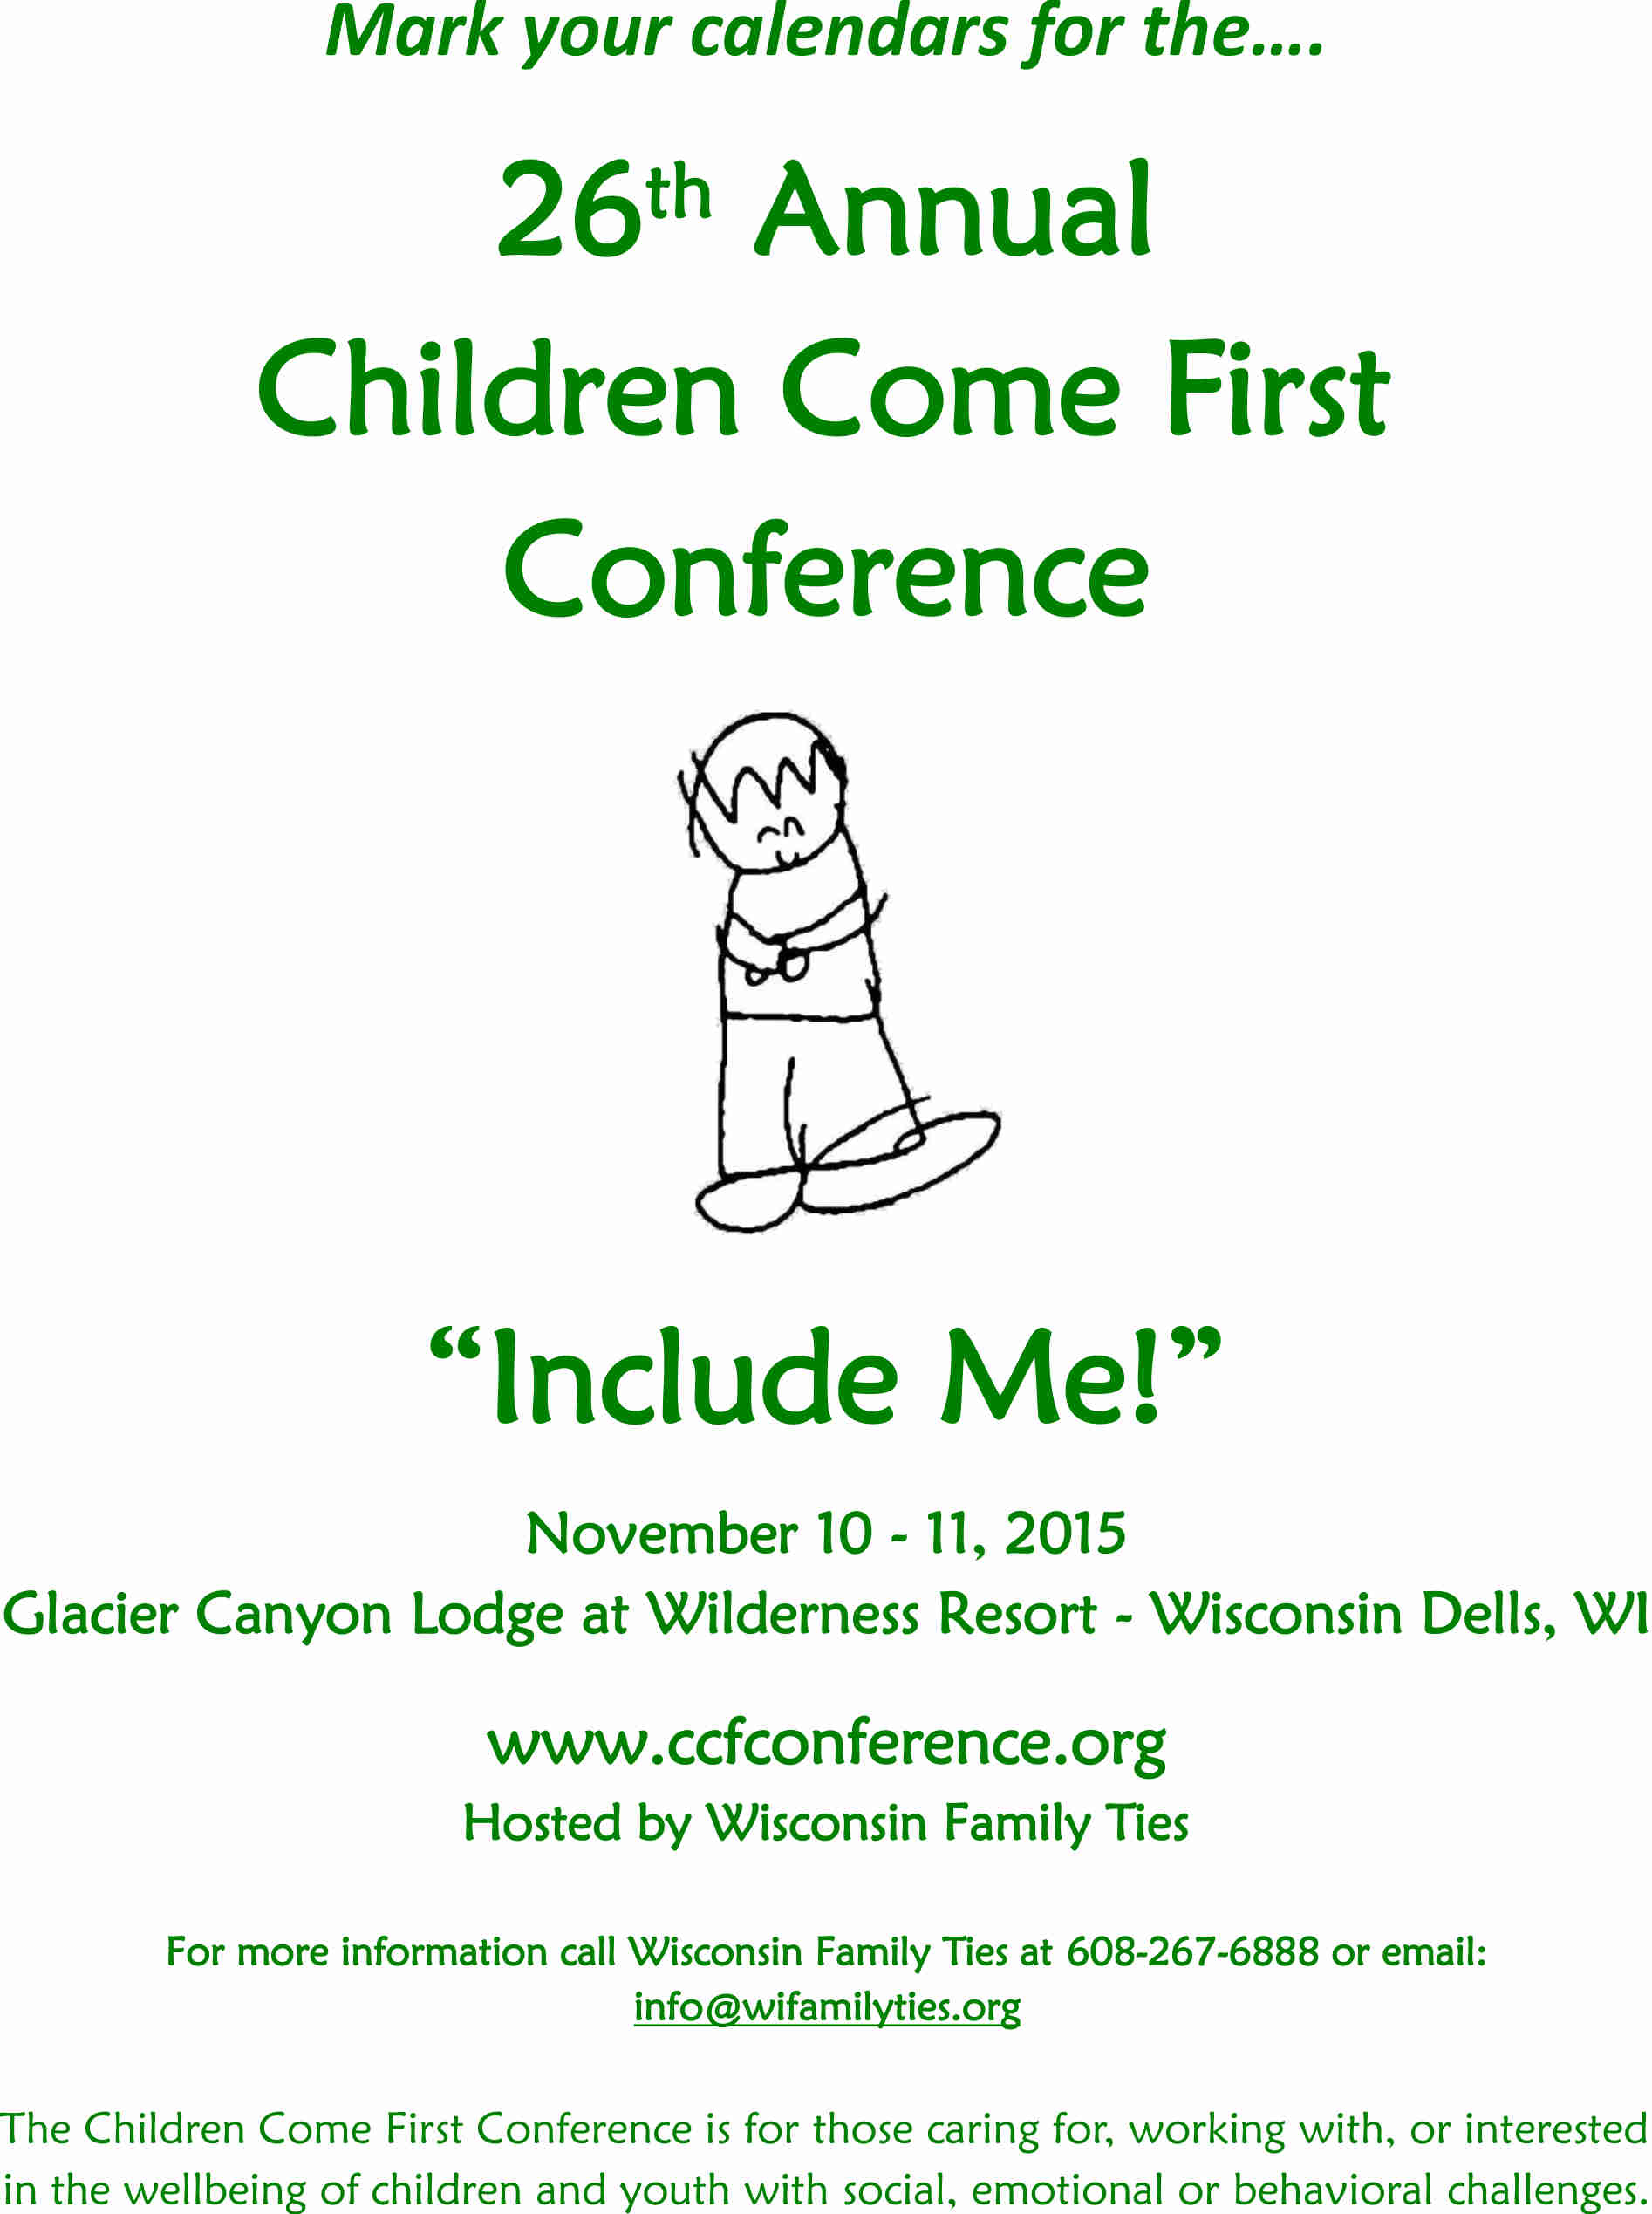 Mark your calendars for the....
26th Annual
Children Come First
Conference
“Include Me!”
November 10 - 11, 2015
Glacier Canyon Lodge at Wilderness Resort - Wisconsin Dells, WI
www.ccfconference.org
Hosted by Wisconsin Family Ties
For more information call Wisconsin Family Ties at 608-267-6888 or email:
info@wifamilyties.org
The Children Come First Conference is for those caring for, working with, or interested
in the wellbeing of children and youth with social, emotional or behavioral challenges.